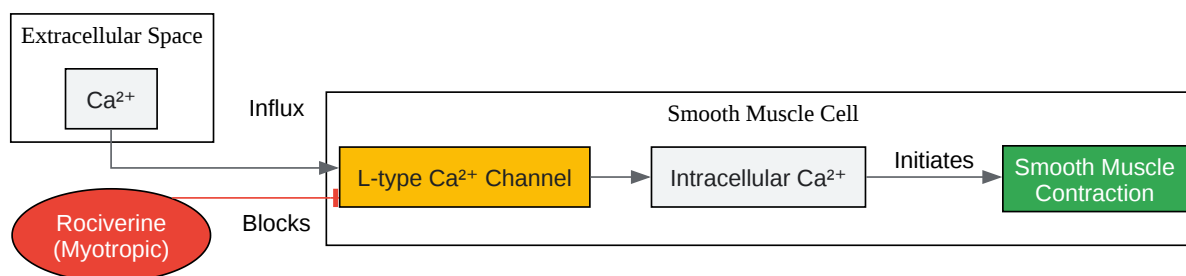 Extracellular Space
Ca²⁺
Influx
Smooth Muscle Cell
L-type Ca²⁺ Channel
Intracellular Ca²⁺
Initiates
Smooth Muscle
Contraction
Rociverine
(Myotropic)
Blocks